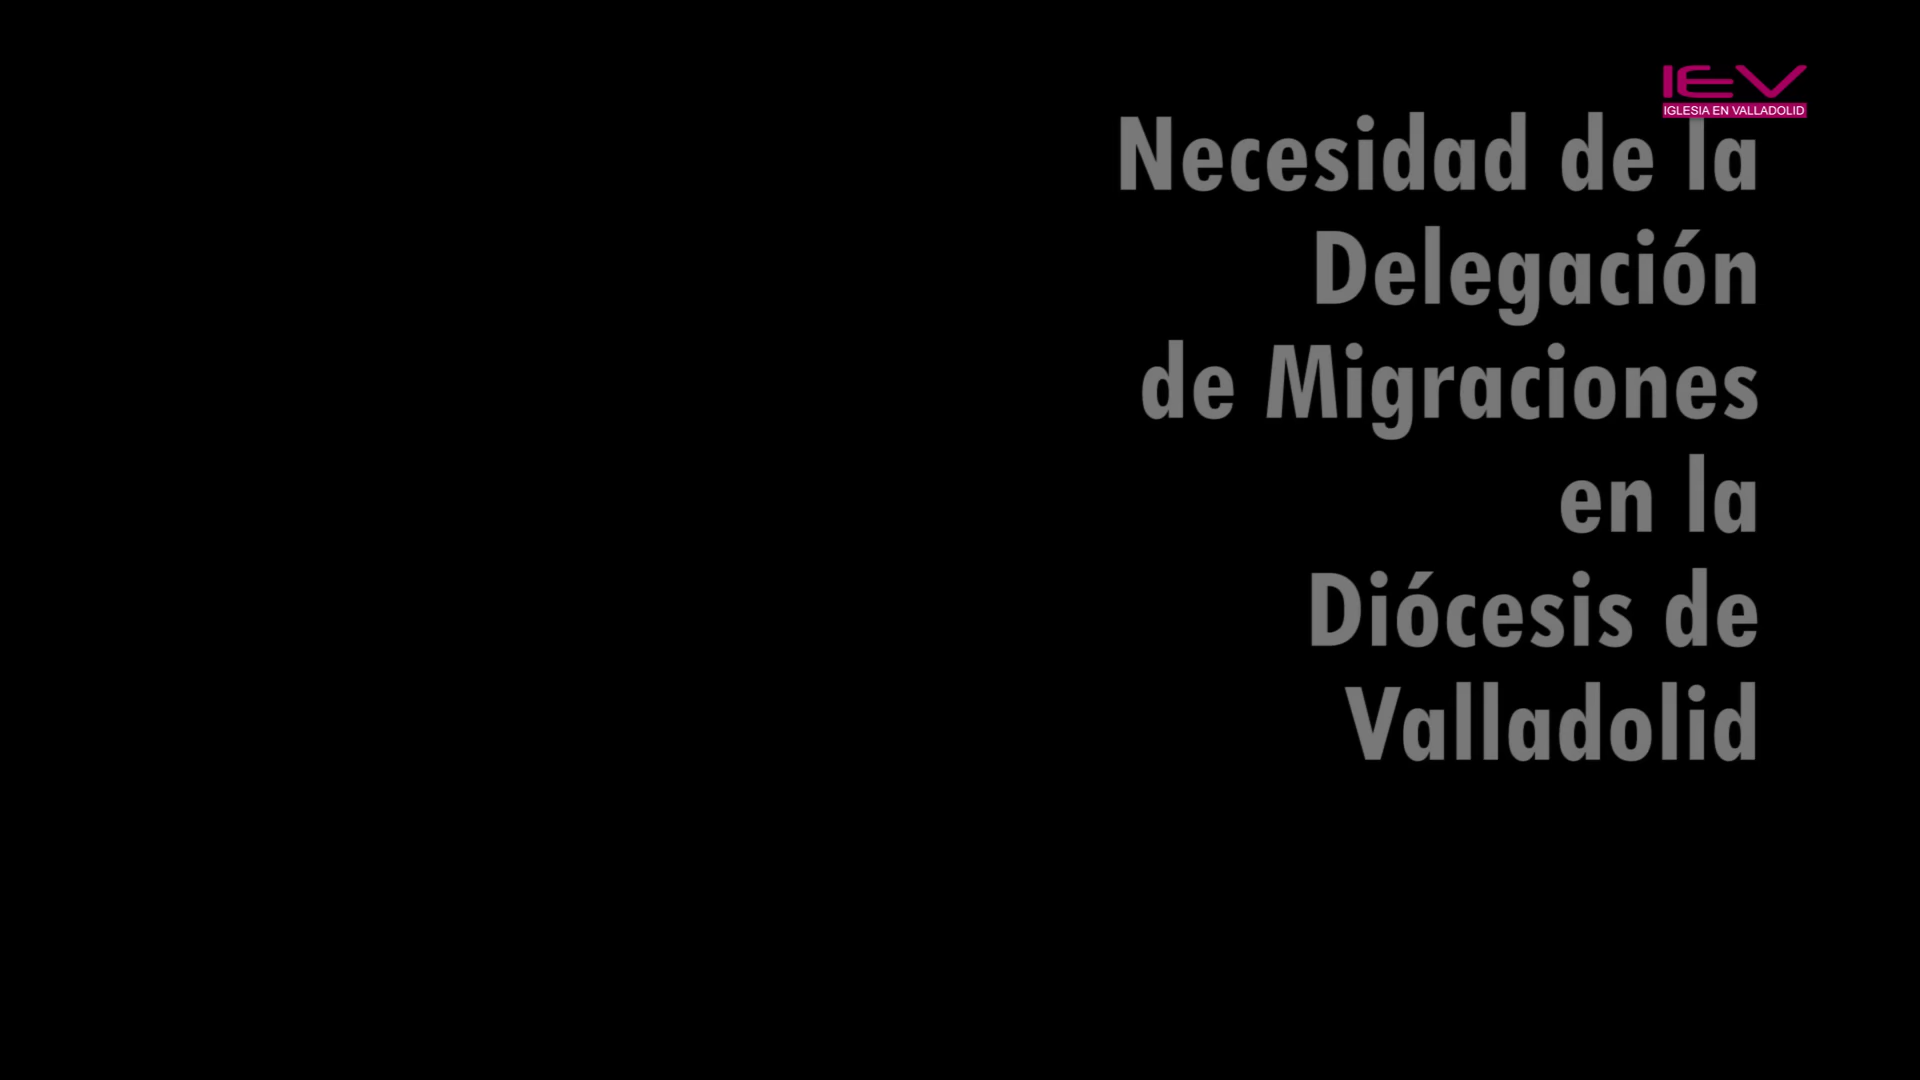 IEV
IGLESIA EN VALLADOLID
Necesidad de la
Delegación
de Migraciones
en la
Diócesis de
Valladolid